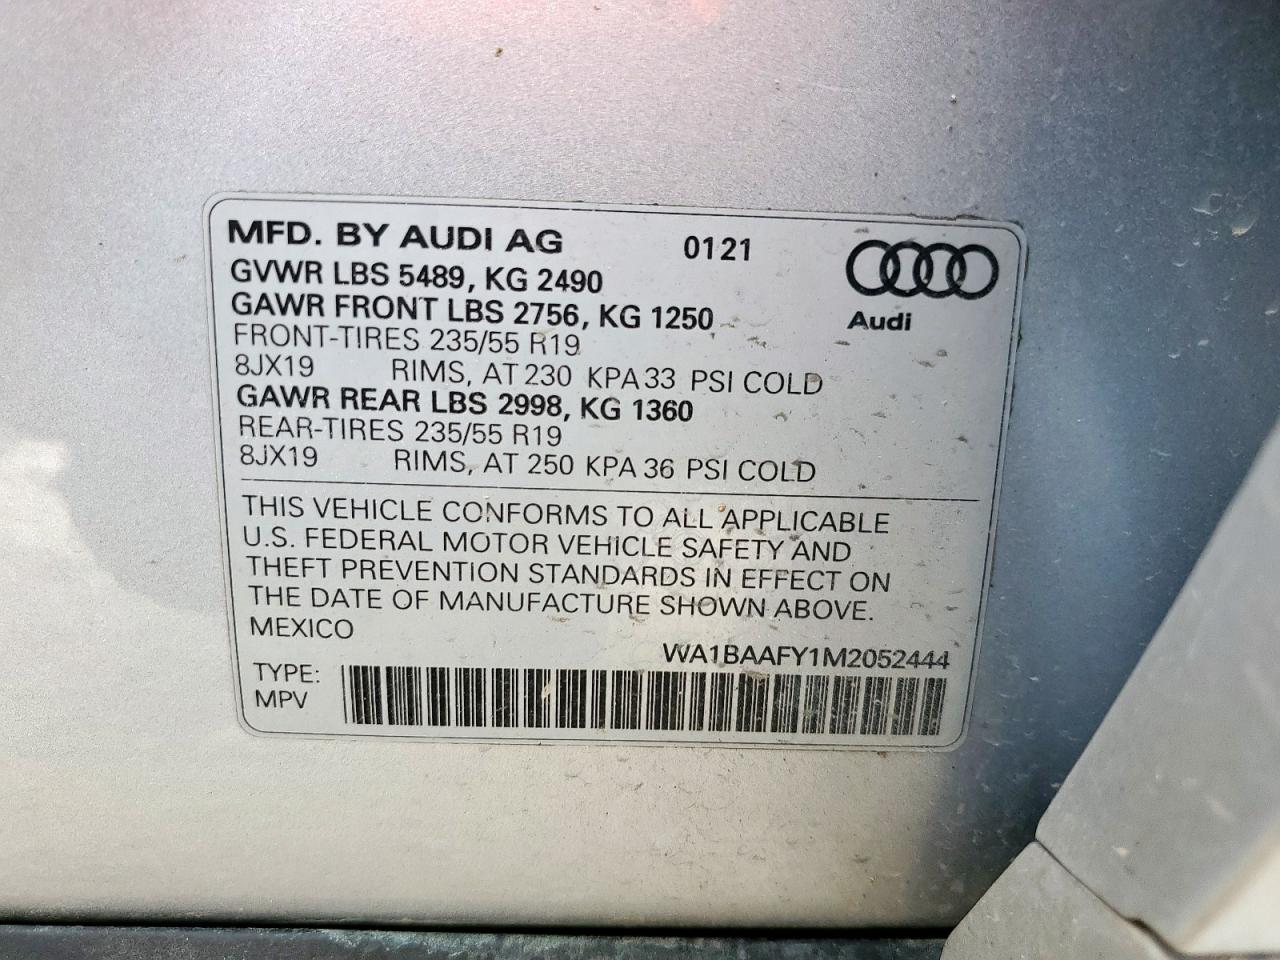 MFD. BY AUDI AG 0121
GVWR LBS 5489, KG 2490
GAWR FRONT LBS 2756, KG 1250
Audi
FRONT-TIRES 235/55 R19
8JX19 RIMS, AT 230 KPA 33 PSI COLD
GAWR REAR LBS 2998, KG 1360
REAR-TIRES 235/55 R19
8JX19 RIMS, AT 250 KPA 36 PSI COLD
THIS VEHICLE CONFORMS TO ALL APPLICABLE
U.S. FEDERAL MOTOR VEHICLE SAFETY AND
THEFT PREVENTION STANDARDS IN EFFECT ON
THE DATE OF MANUFACTURE SHOWN ABOVE.
MEXICO
WA1BAAFY1M2052444
TYPE:
MPV